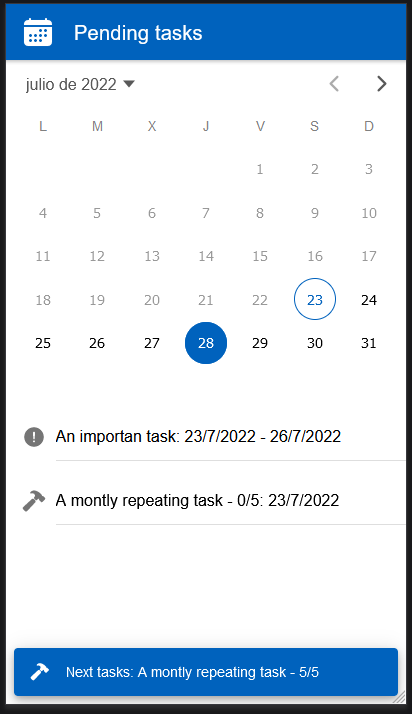 Pending tasks
julio de 2022
L M X J V S D
1 2 3
4 5 6 7 8 9 10
11 12 13 14 15 16 17
18 19 20 21 22 23 24
25 26 27 28 29 30 31
An importan task: 23/7/2022 - 26/7/2022
A montly repeating task - 0/5: 23/7/2022
Next tasks: A montly repeating task - 5/5